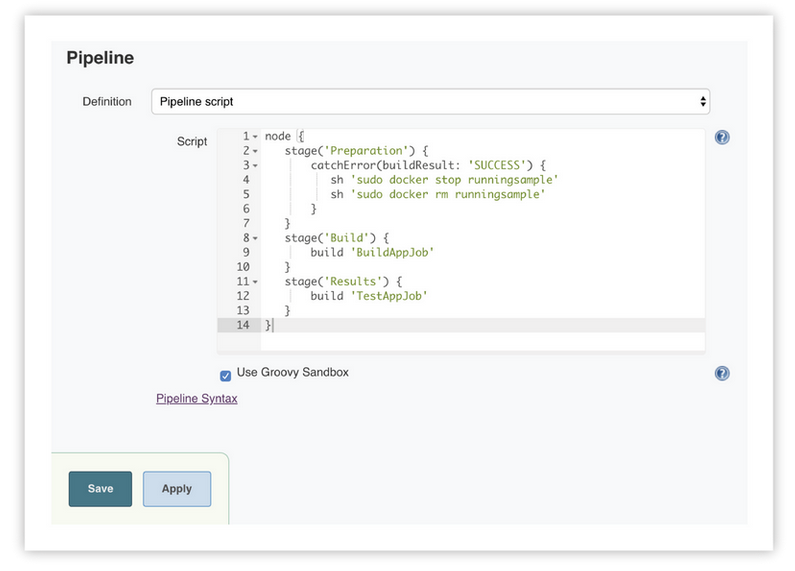 Pipeline
Definition
Pipeline script
Script
1 node {
2 stage('Preparation') {
3 catchError(buildResult: 'SUCCESS') {
4 sh 'sudo docker stop runningsample'
5 sh 'sudo docker rm runningsample'
6 }
7 }
8 stage('Build') {
9 build 'BuildAppJob'
10 }
11 stage('Results') {
12 build 'TestAppJob'
13 }
14 }
Use Groovy Sandbox
Pipeline Syntax
Save
Apply